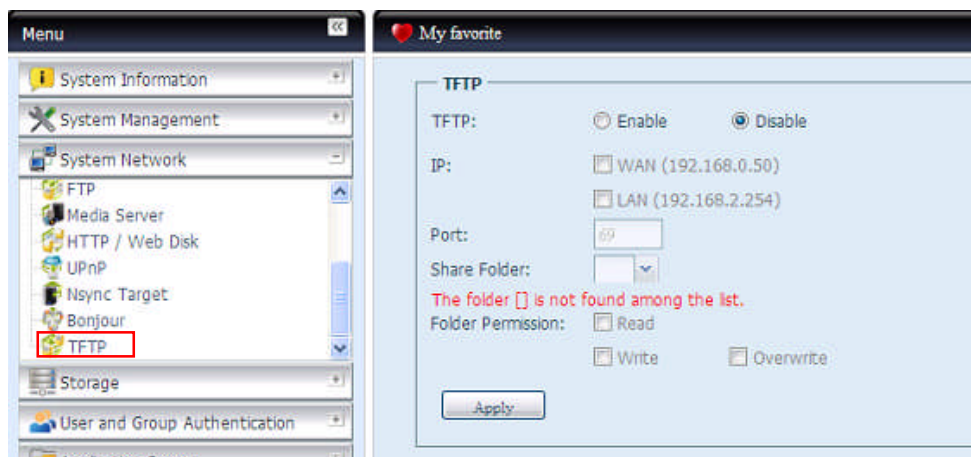 Menu
System Information
System Management
System Network
FTP
Media Server
HTTP / Web Disk
UPnP
Nsync Target
Bonjour
TFTP
Storage
User and Group Authentication
My favorite
TFTP
TFTP: Enable Disable
IP: WAN (192.168.0.50)
LAN (192.168.2.254)
Port: 69
Share Folder:
The folder [] is not found among the list.
Folder Permission: Read
Write Overwrite
Apply